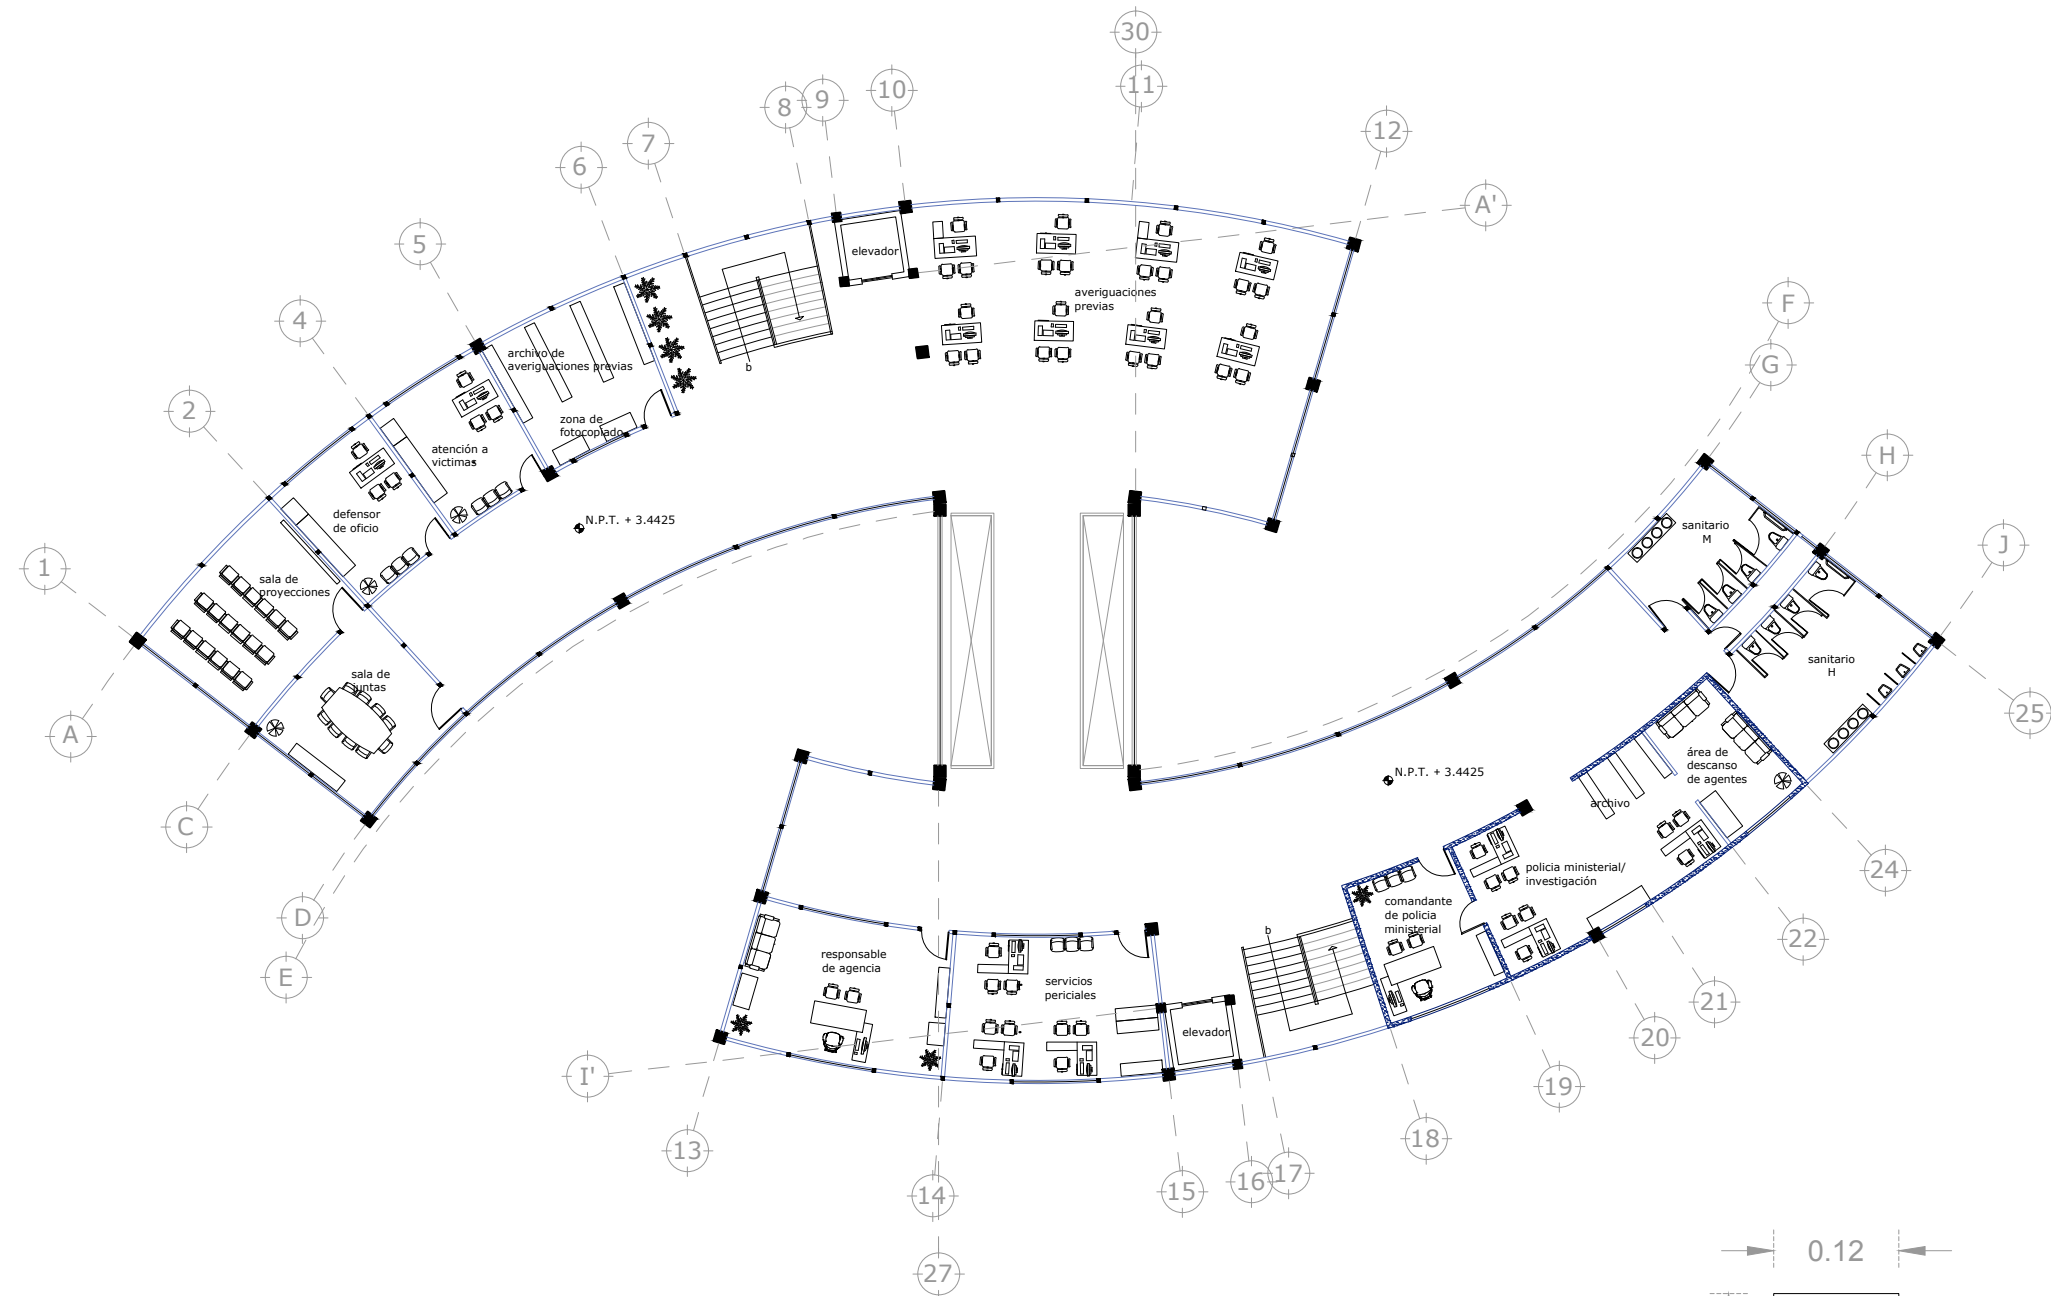 30
11
10
9
8
12
7
6
A'
5
elevador
averiguaciones
previas
F
4
G
archivo de
averiguaciones previas
b
2
zona de
fotocopiado
H
atención a
victimas
defensor
de oficio
N.P.T. + 3.4425
sanitario
M
J
1
sala de
proyecciones
sanitario
H
sala de
juntas
25
A
área de
descanso
de agentes
N.P.T. + 3.4425
archivo
C
24
policia ministerial/
investigación
D
comandante
de policia
ministerial
b
22
E
responsable
de agencia
servicios
periciales
21
elevador
20
I'
19
13
18
17
16
15
14
27
0.12